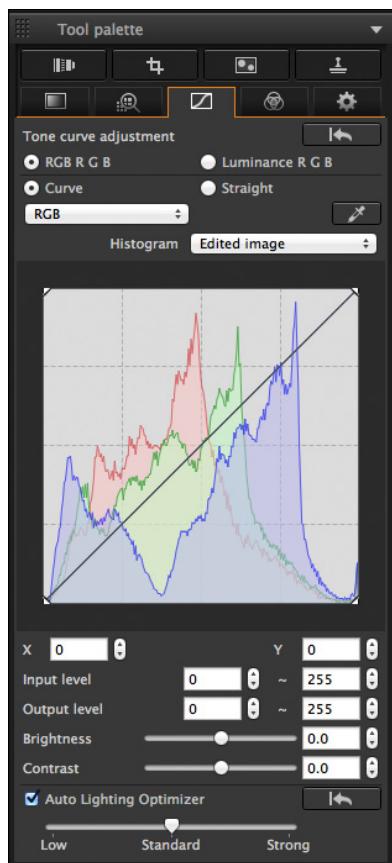 Tool palette
Tone curve adjustment
RGB R G B Luminance R G B
Curve Straight
RGB
Histogram Edited image
X 0 Y 0
Input level 0 ~ 255
Output level 0 ~ 255
Brightness 0.0
Contrast 0.0
Auto Lighting Optimizer
Low Standard Strong